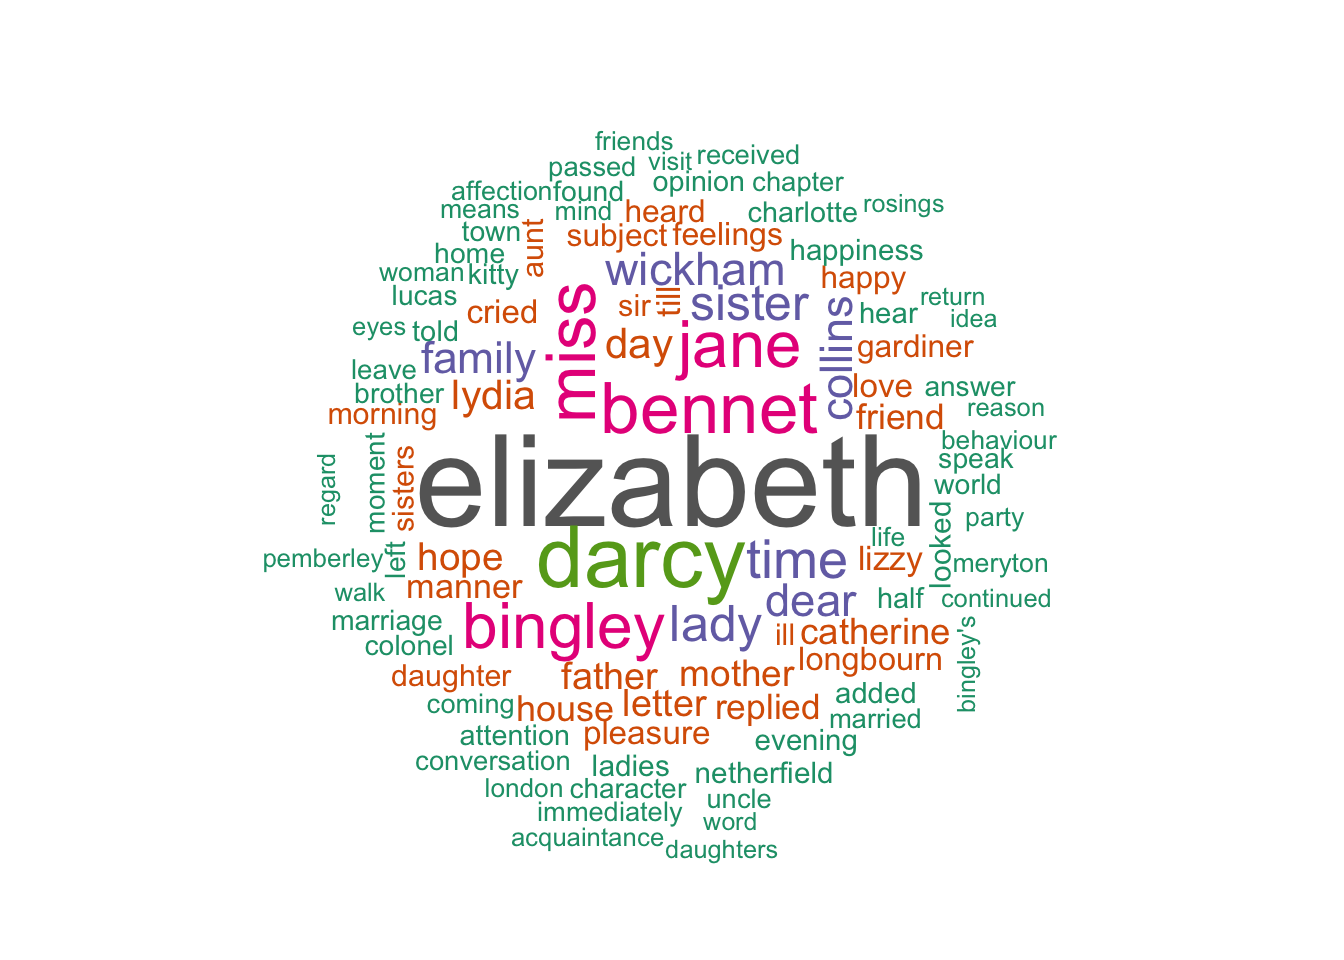 friends
passed visit received
affection found opinion chapter
means mind heard charlotte rosings
town aunt subject feelings
home happiness
woman kitty wickham happy
lucas miss sir till sister collins hear return
cried idea
eyes told day jane gardiner
family
leave love answer
brother lydia bennet friend reason
morning
regard moment sisters elizabeth behaviour
speak
world
looked party
pemberley left hope darcy time life lizzy meryton
walk manner dear half continued
marriage bingley lady ill catherine bingley's
colonel longbourn
daughter father mother
coming house letter replied added
married
attention pleasure evening
conversation ladies netherfield
london character uncle
immediately word
acquaintance daughters